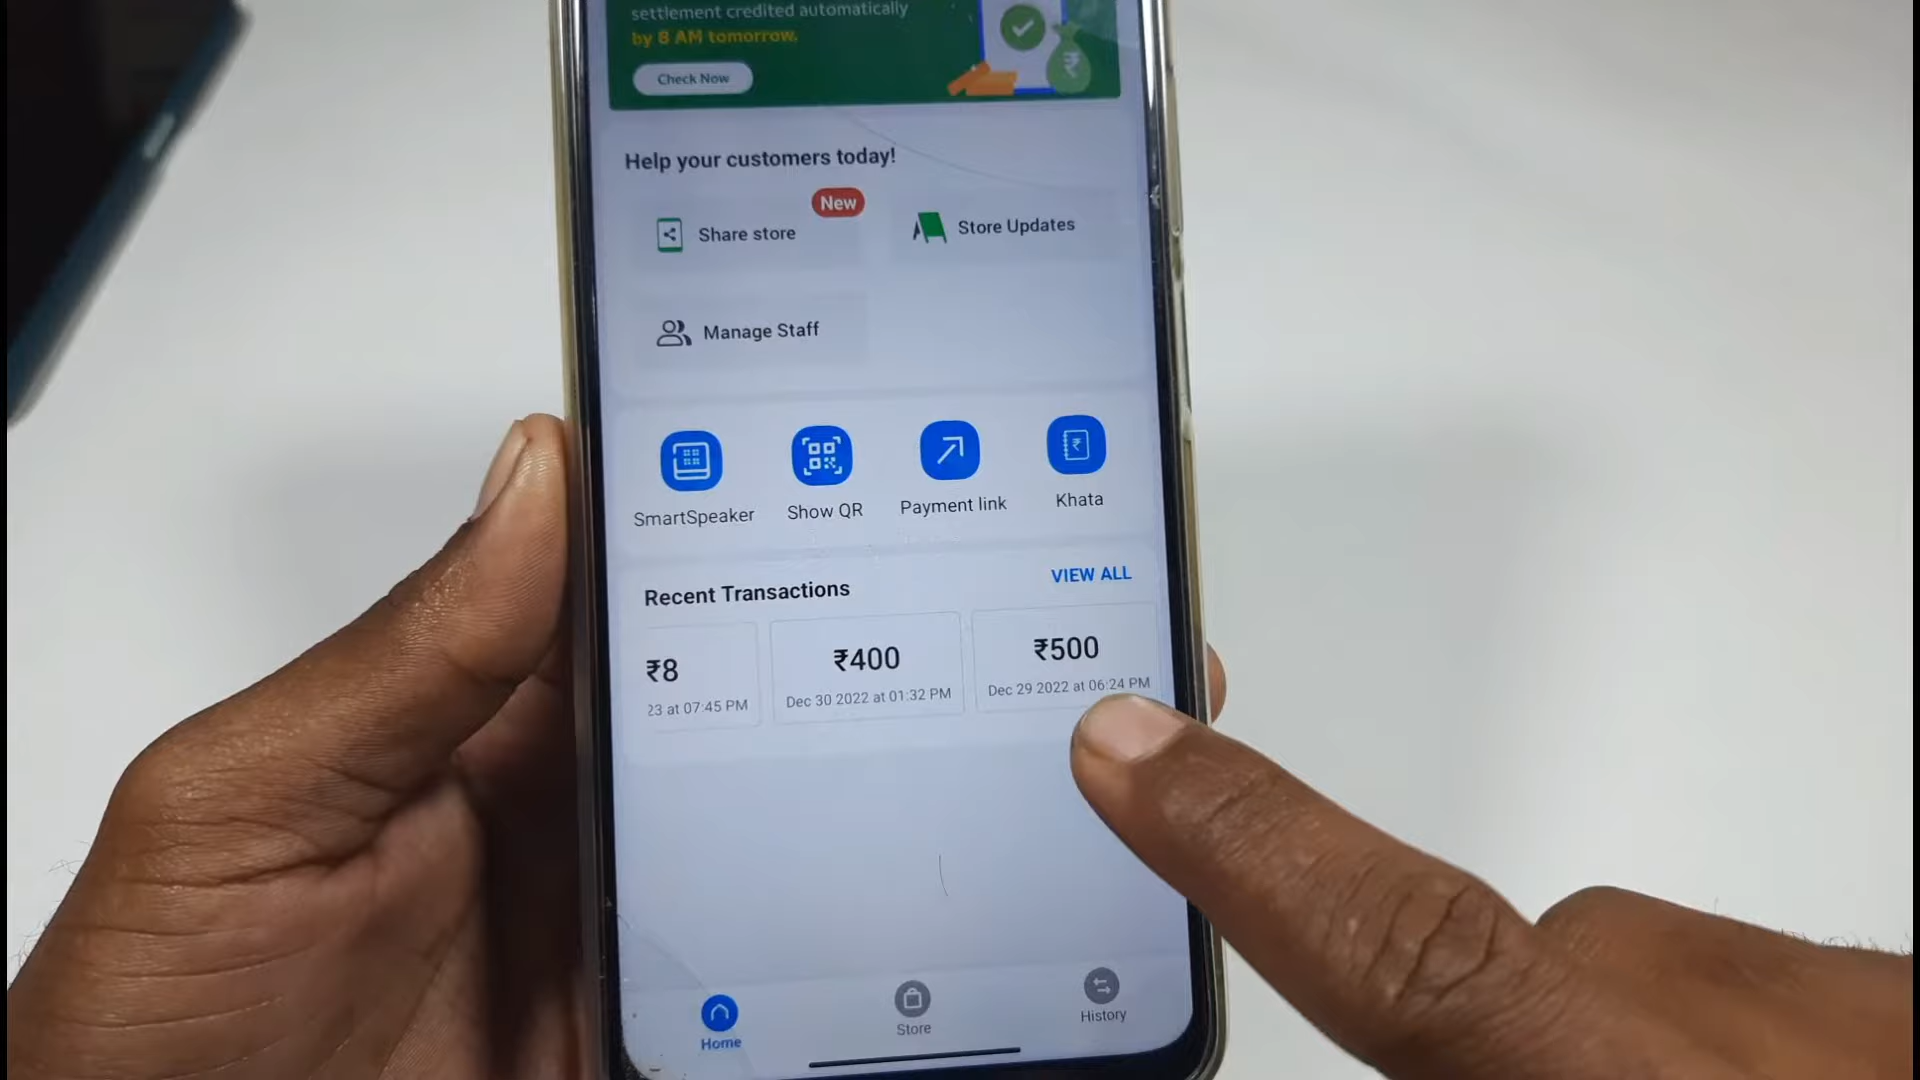 settlement credited automatically
by 8 AM tomorrow.
Check Now
Help your customers today!
New
Share store
Store Updates
Manage Staff
SmartSpeaker
Show QR
Payment link
Khata
Recent Transactions
VIEW ALL
₹8
23 at 07:45 PM
₹400
Dec 30 2022 at 01:32 PM
₹500
Dec 29 2022 at 06:24 PM
Home
Store
History